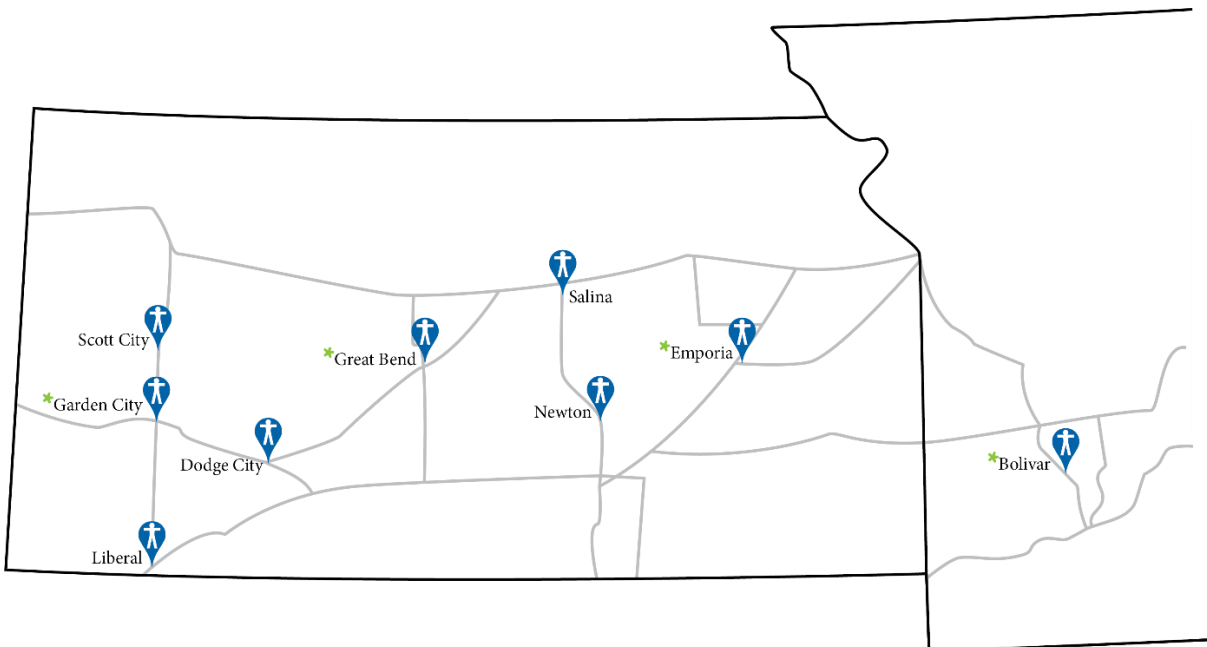 Salina
Scott City
*Great Bend
*Emporia
*Garden City
Newton
Dodge City
*Bolivar
Liberal